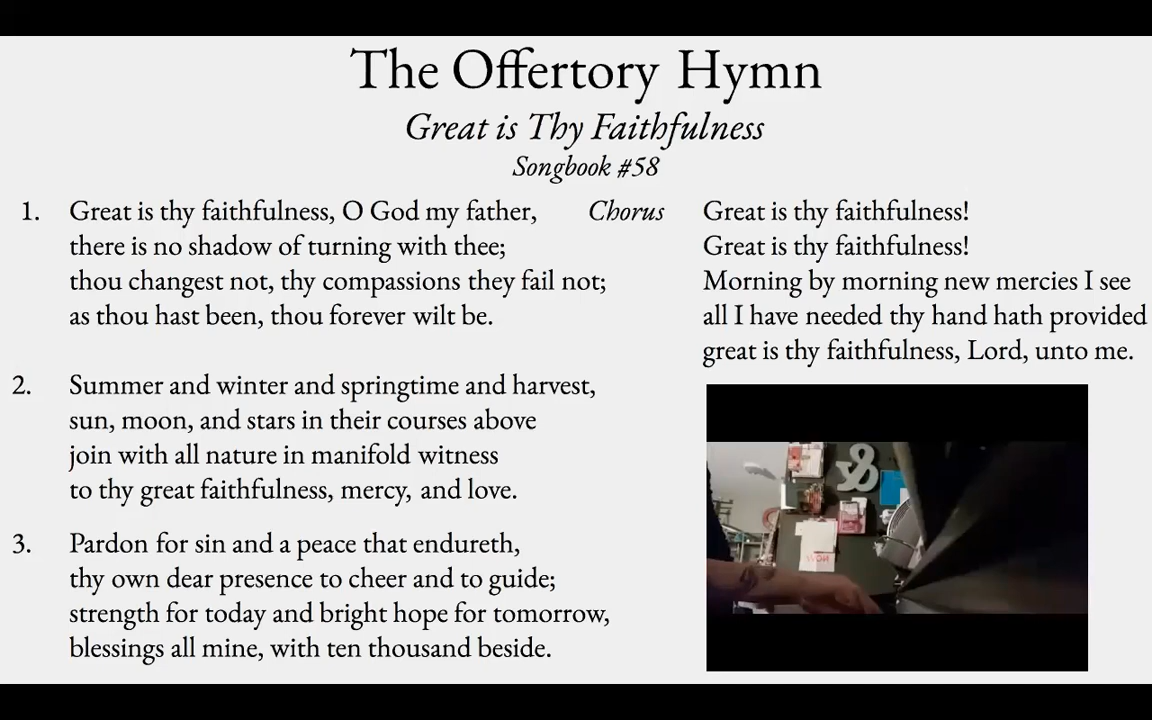 The Offertory Hymn
Great is Thy Faithfulness
Songbook #58
1. Great is thy faithfulness, O God my father,
there is no shadow of turning with thee;
thou changest not, thy compassions they fail not;
as thou hast been, thou forever wilt be.
Chorus Great is thy faithfulness!
Great is thy faithfulness!
Morning by morning new mercies I see
all I have needed thy hand hath provided
great is thy faithfulness, Lord, unto me.
2. Summer and winter and springtime and harvest,
sun, moon, and stars in their courses above
join with all nature in manifold witness
to thy great faithfulness, mercy, and love.
3. Pardon for sin and a peace that endureth,
thy own dear presence to cheer and to guide;
strength for today and bright hope for tomorrow,
blessings all mine, with ten thousand beside.
&